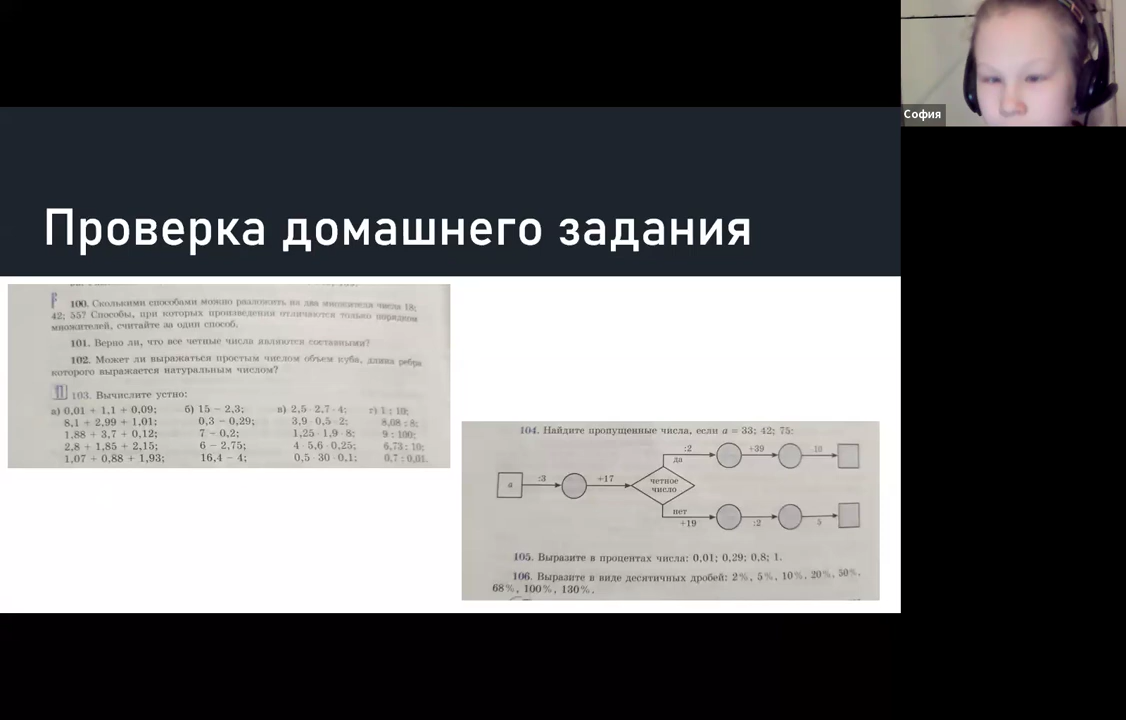 София
Проверка домашнего задания
100. Сколькими способами можно разложить на два множителя числа 18;
42; 55? Способы, при которых произведения отличаются только порядком
множителей, считайте за один способ.
101. Верно ли, что все четные числа являются составными?
102. Может ли выражаться простым числом объем куба, длина ребра
которого выражается натуральным числом?
103. Вычислите устно:
а) 0,01 + 1,1 + 0,09; б) 15 − 2,3; в) 2,5 · 2,7 · 4; г) 1 : 10;
8,1 + 2,99 + 1,01; 0,3 − 0,29; 3,9 · 0,5 · 2; 8,08 : 8;
1,88 + 3,7 + 0,12; 7 − 0,2; 1,25 · 1,9 · 8; 9 : 100;
2,8 + 1,85 + 2,15; 6 − 2,75; 4 · 5,6 · 0,25; 6,73 : 10;
1,07 + 0,88 + 1,93; 16,4 − 4; 0,5 · 30 · 0,1; 0,7 : 0,01.
104. Найдите пропущенные числа, если a = 33; 42; 75:
:2 +39 10
да
a :3 +17 четное
число
нет
+19 :2 5
105. Выразите в процентах числа: 0,01; 0,29; 0,8; 1.
106. Выразите в виде десятичных дробей: 2%, 5%, 10%, 20%, 50%,
68%, 100%, 130%.